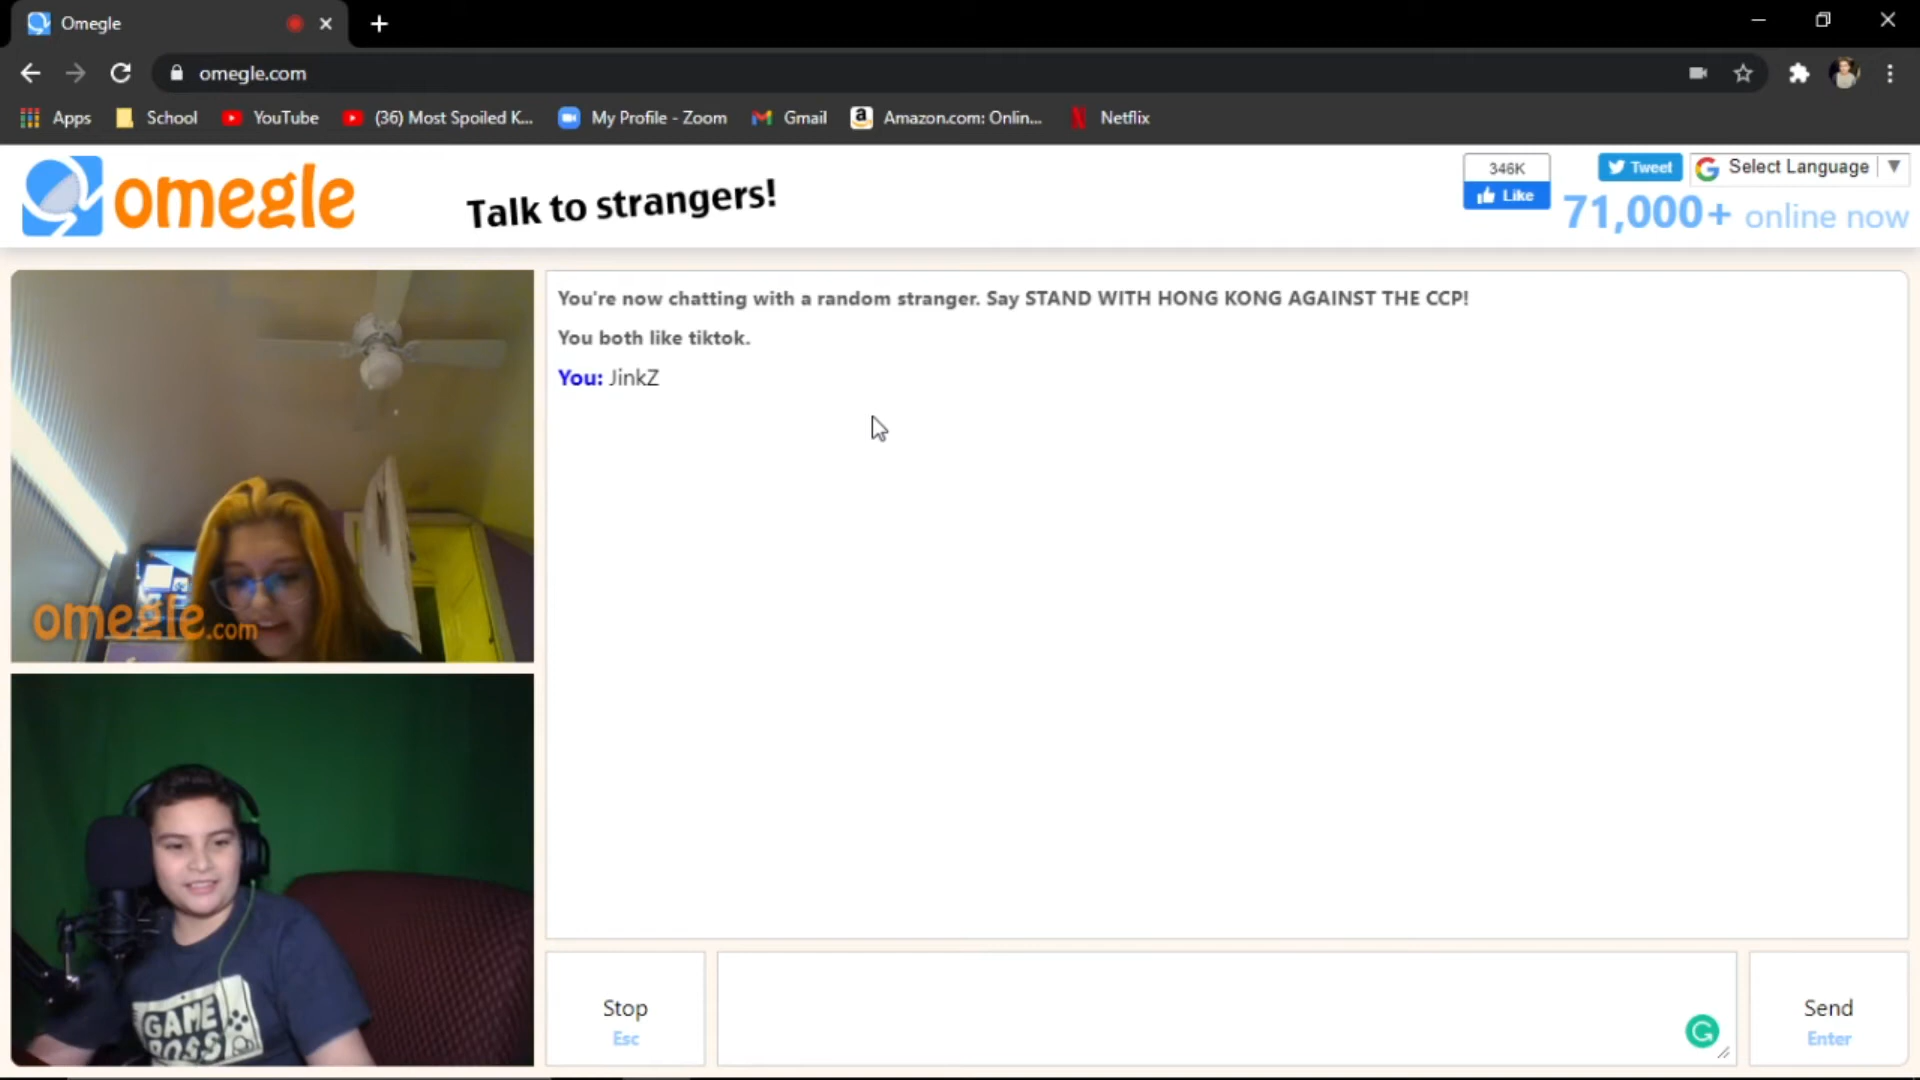 Omegle
omegle.com
Apps
School
YouTube
(36) Most Spoiled K...
My Profile - Zoom
Gmail
Amazon.com: Onlin...
Netflix
omegle
Talk to strangers!
346K
Like
Tweet
Select Language
71,000+ online now
You're now chatting with a random stranger. Say STAND WITH HONG KONG AGAINST THE CCP!
You both like tiktok.
You: JinkZ
omegle.com
GAME
BOSS
Stop
Esc
Send
Enter